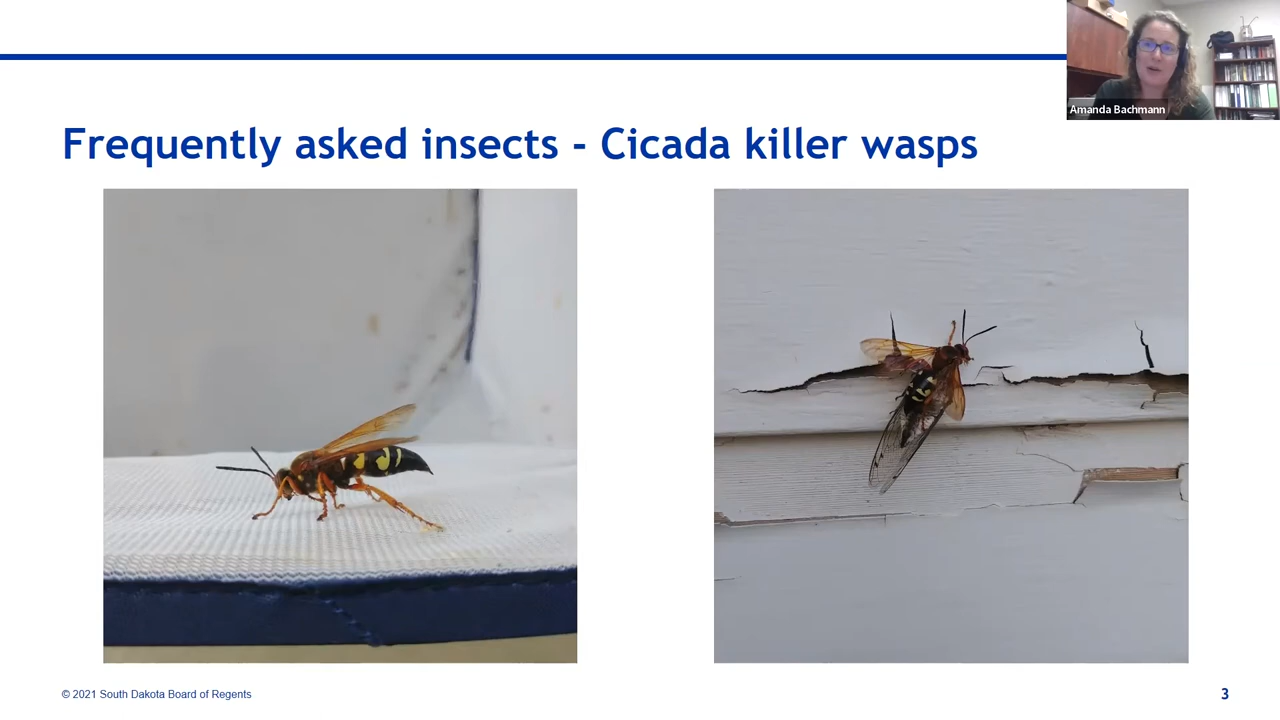 Amanda Bachmann
Frequently asked insects - Cicada killer wasps
© 2021 South Dakota Board of Regents
3